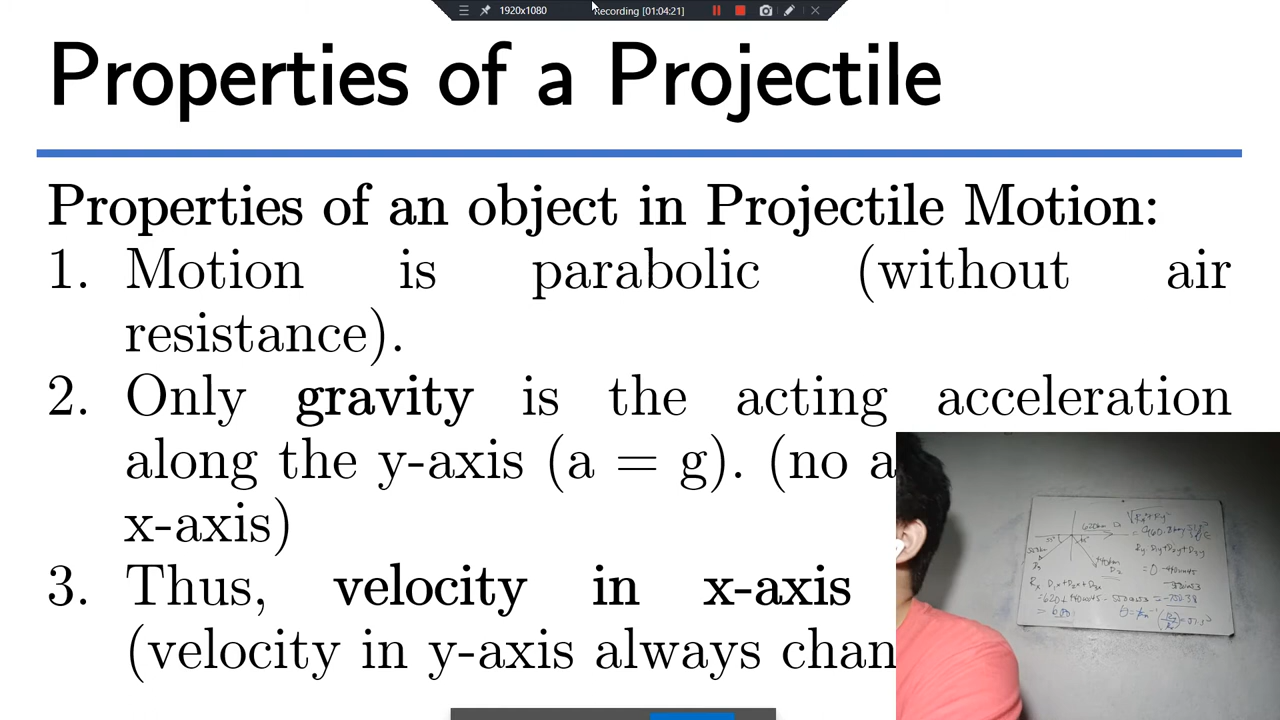 1920x1080 Recording [01:04:21]
Properties of a Projectile
Properties of an object in Projectile Motion:
1. Motion is parabolic (without air
resistance).
2. Only gravity is the acting acceleration
along the y-axis (a = g). (no a
x-axis)
3. Thus, velocity in x-axis
(velocity in y-axis always chan